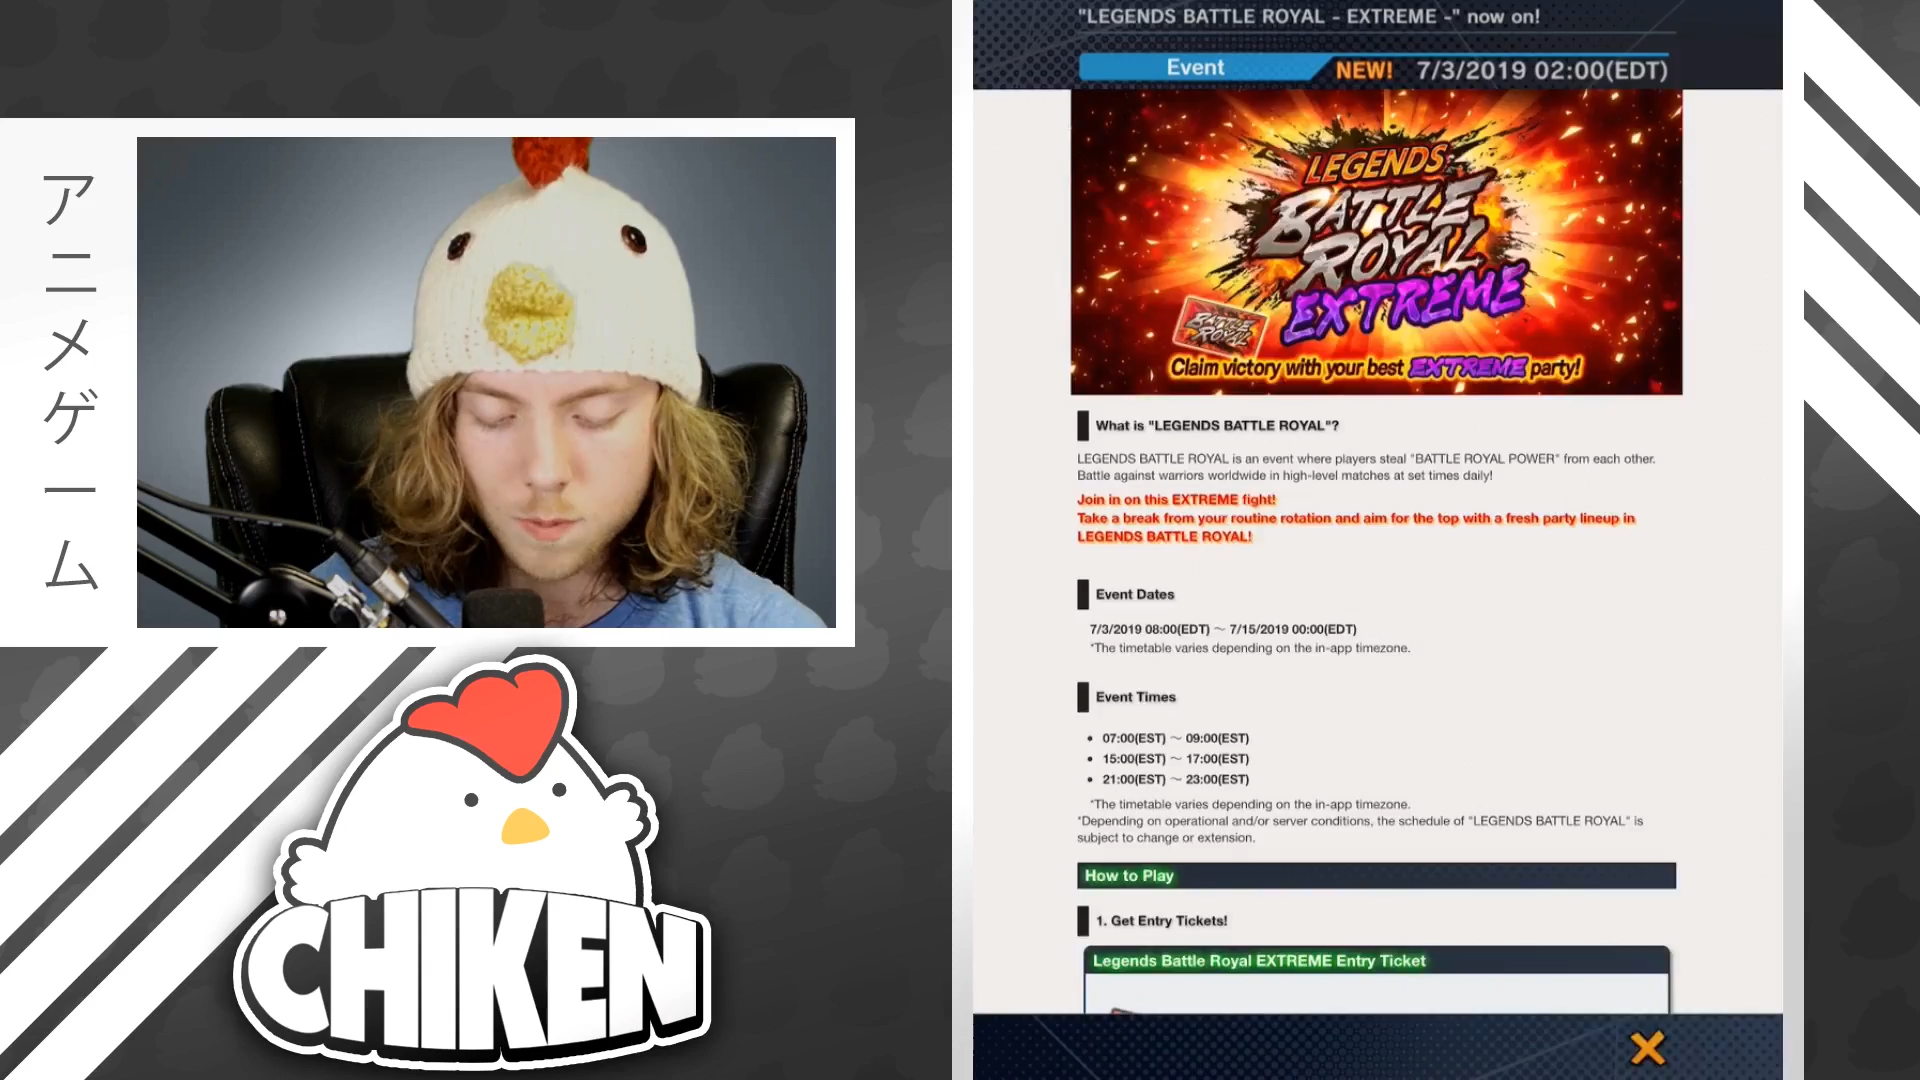 アニメゲーム
CHIKEN
"LEGENDS BATTLE ROYAL - EXTREME -" now on!
Event
NEW! 7/3/2019 02:00(EDT)
LEGENDS
BATTLE
ROYAL
EXTREME
BATTLE
ROYAL
Claim victory with your best EXTREME party!
What is "LEGENDS BATTLE ROYAL"?
LEGENDS BATTLE ROYAL is an event where players steal "BATTLE ROYAL POWER" from each other.
Battle against warriors worldwide in high-level matches at set times daily!
Join in on this EXTREME fight!
Take a break from your routine rotation and aim for the top with a fresh party lineup in
LEGENDS BATTLE ROYAL!
Event Dates
7/3/2019 08:00(EDT) ～ 7/15/2019 00:00(EDT)
*The timetable varies depending on the in-app timezone.
Event Times
• 07:00(EST) ～ 09:00(EST)
• 15:00(EST) ～ 17:00(EST)
• 21:00(EST) ～ 23:00(EST)
*The timetable varies depending on the in-app timezone.
*Depending on operational and/or server conditions, the schedule of "LEGENDS BATTLE ROYAL" is
subject to change or extension.
How to Play
1. Get Entry Tickets!
Legends Battle Royal EXTREME Entry Ticket